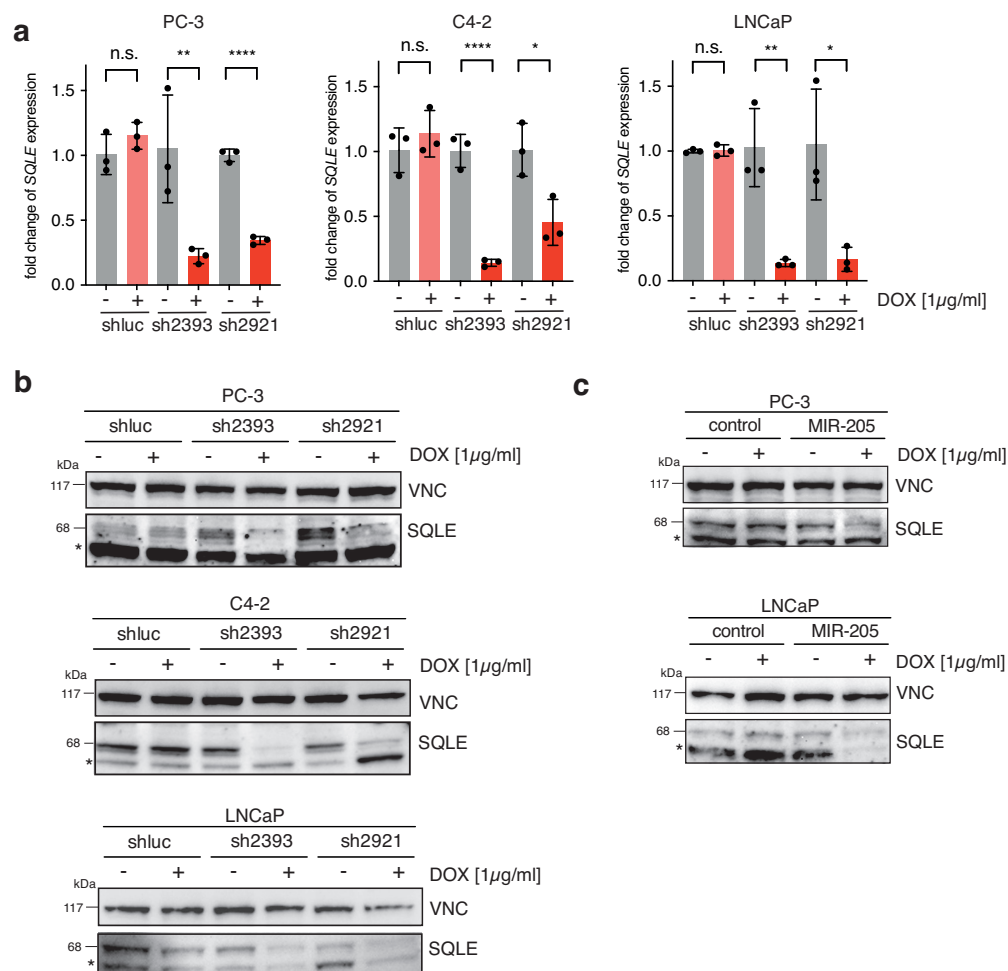 a
PC-3
C4-2
LNCaP
n.s. ** ****
n.s. **** *
n.s. ** *
fold change of SQLE expression
1.5
1.0
0.5
0.0
fold change of SQLE expression
1.5
1.0
0.5
0.0
fold change of SQLE expression
1.5
1.0
0.5
0.0
- + - + - +
- + - + - +
- + - + - + DOX [1µg/ml]
shluc sh2393 sh2921
shluc sh2393 sh2921
shluc sh2393 sh2921
b
PC-3
shluc sh2393 sh2921
- + - + - + DOX [1µg/ml]
kDa
117 VNC
68 SQLE
*
C4-2
shluc sh2393 sh2921
- + - + - + DOX [1µg/ml]
kDa
117 VNC
68 SQLE
*
LNCaP
shluc sh2393 sh2921
- + - + - + DOX [1µg/ml]
kDa
117 VNC
68 SQLE
*
c
PC-3
control MIR-205
- + - + DOX [1µg/ml]
kDa
117 VNC
68 SQLE
*
LNCaP
control MIR-205
- + - + DOX [1µg/ml]
kDa
117 VNC
68 SQLE
*